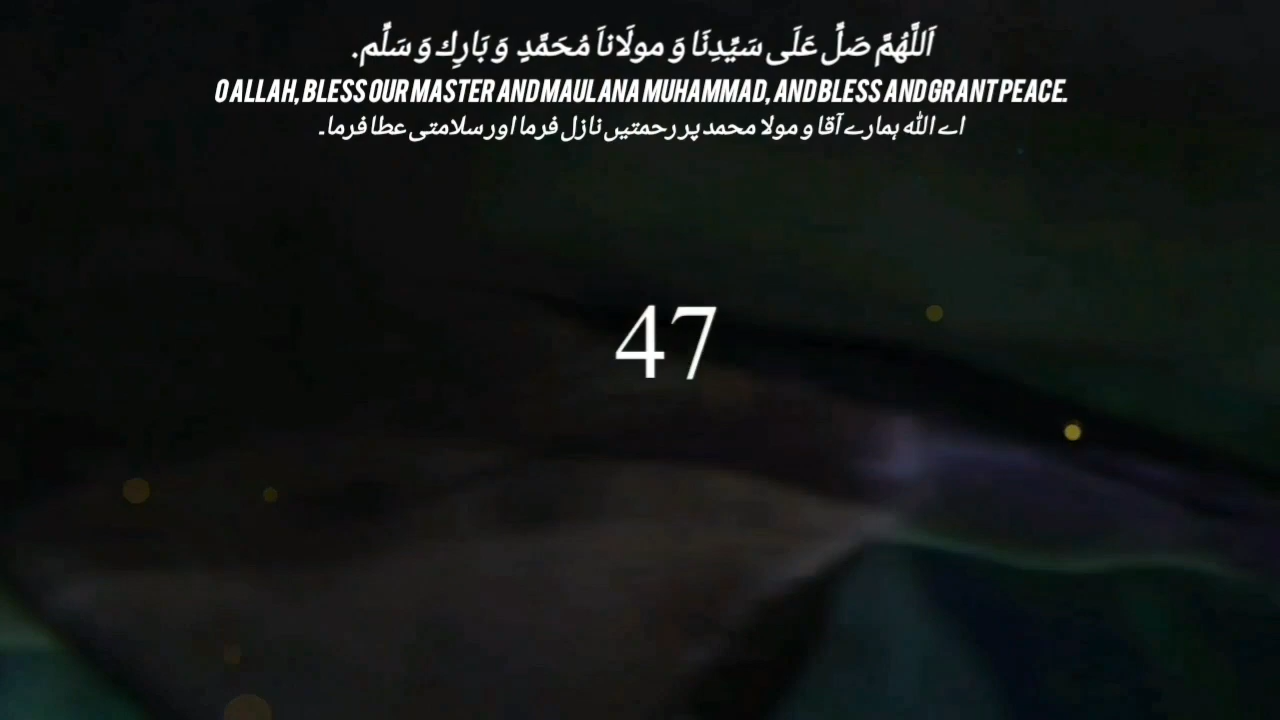 اَللَّهُمَّ صَلِّ عَلَى سَيِّدِنَا وَ مولَاناَ مُحَمَّدٍ وَ بَارِك وَ سَلِّم.
O ALLAH, BLESS OUR MASTER AND MAULANA MUHAMMAD, AND BLESS AND GRANT PEACE.
اے اللہ ہمارے آقا و مولا محمد پر رحمتیں نازل فرما اور سلامتی عطا فرما۔
47